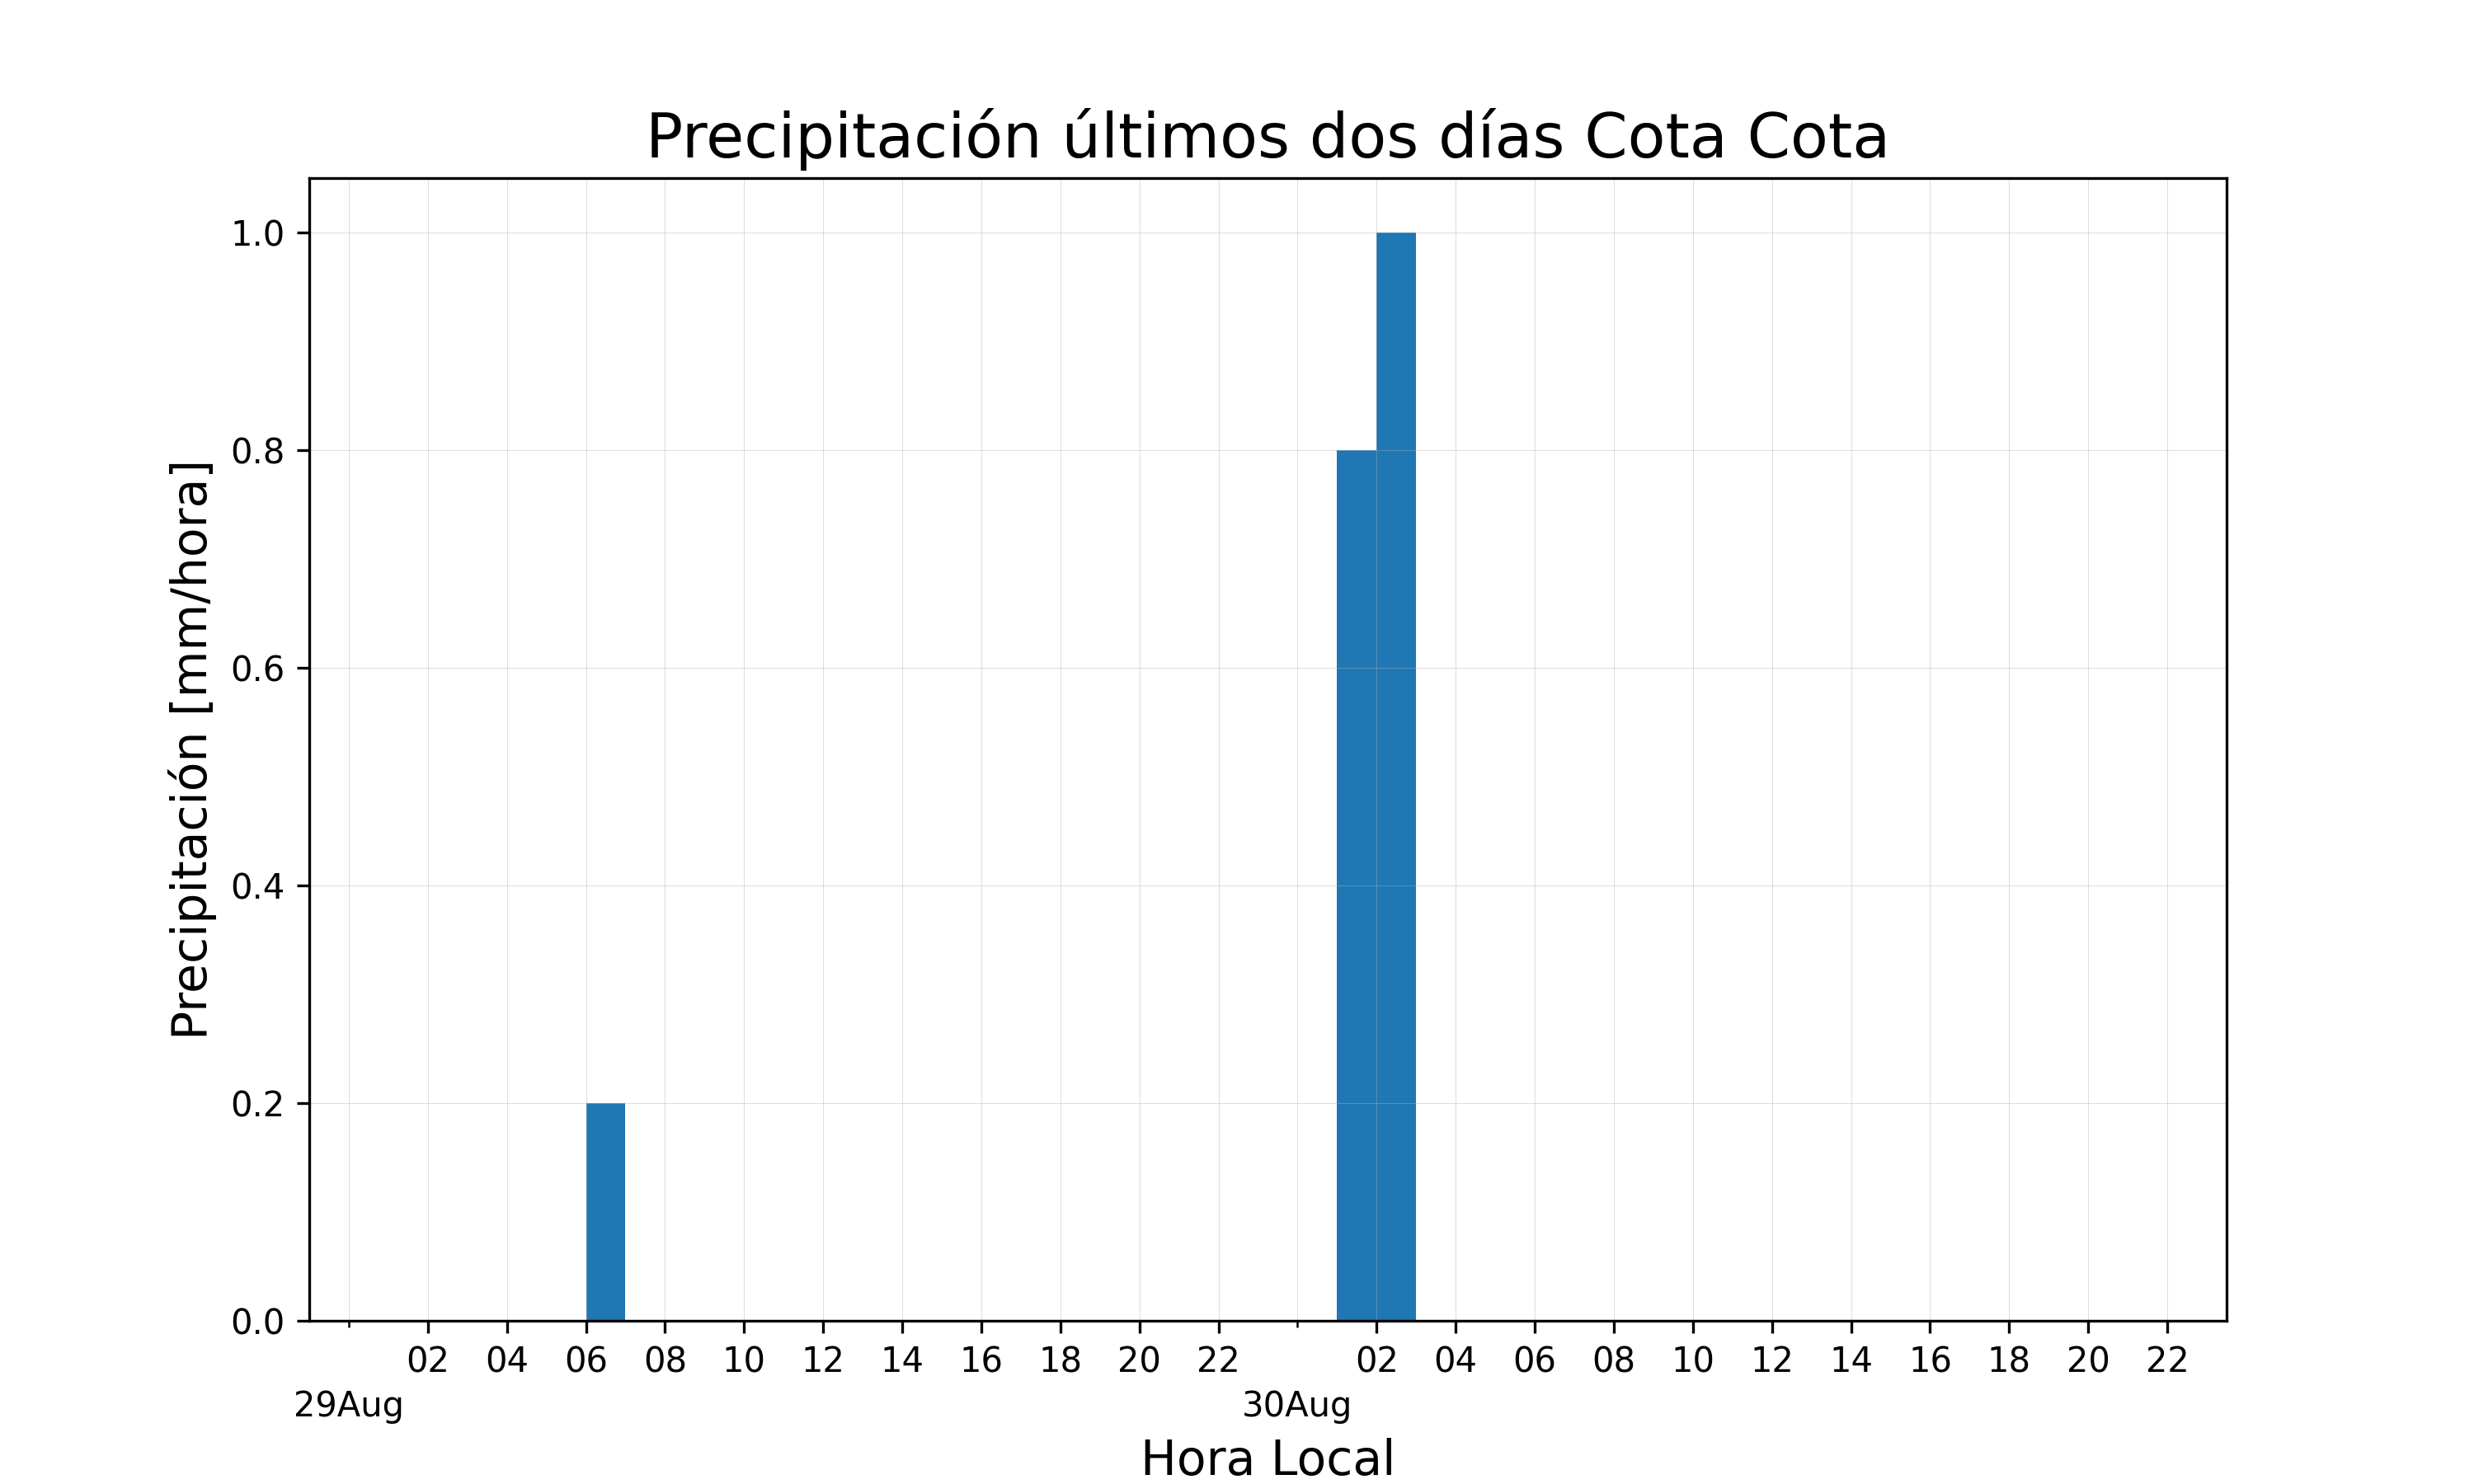 Precipitación últimos dos días Cota Cota
Precipitación [mm/hora]
1.0
0.8
0.6
0.4
0.2
0.0
02 04 06 08 10 12 14 16 18 20 22 02 04 06 08 10 12 14 16 18 20 22
29Aug 30Aug
Hora Local